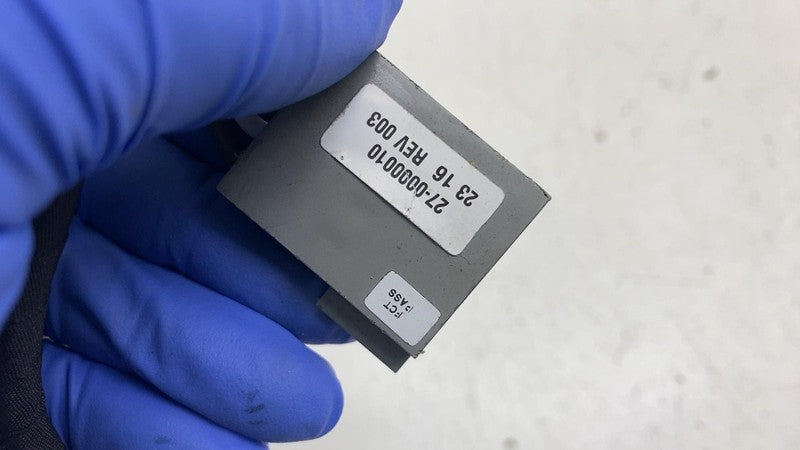 27-0000010
23 16 REV 003
FCT
PASS